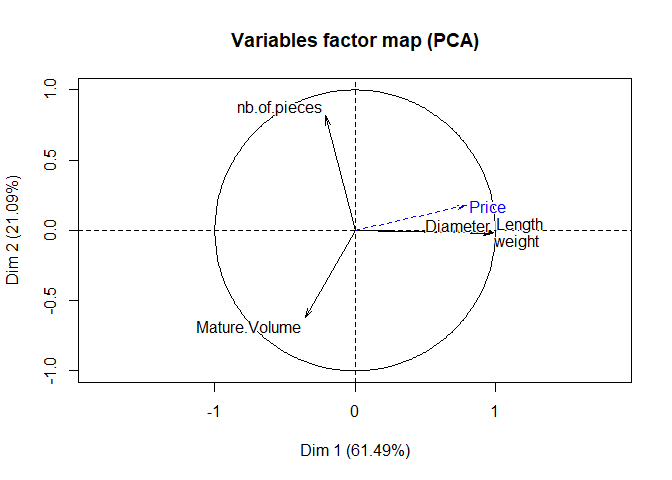 Variables factor map (PCA)
Dim 2 (21.09%)
1.0
0.5
0.0
-0.5
-1.0
nb.of.pieces
Price
Diameter
Length
weight
Mature.Volume
-1
0
1
Dim 1 (61.49%)